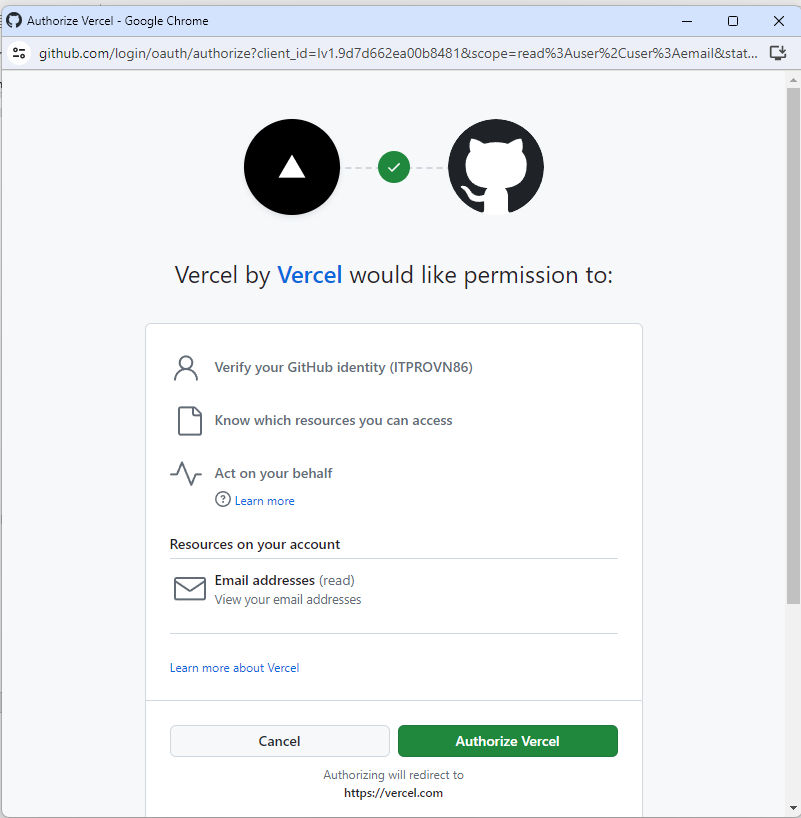 Authorize Vercel - Google Chrome
github.com/login/oauth/authorize?client_id=Iv1.9d7d662ea00b8481&scope=read%3Auser%2Cuser%3Aemail&stat...
Vercel by Vercel would like permission to:
Verify your GitHub identity (ITPROVN86)
Know which resources you can access
Act on your behalf
Learn more
Resources on your account
Email addresses (read)
View your email addresses
Learn more about Vercel
Cancel
Authorize Vercel
Authorizing will redirect to
https://vercel.com